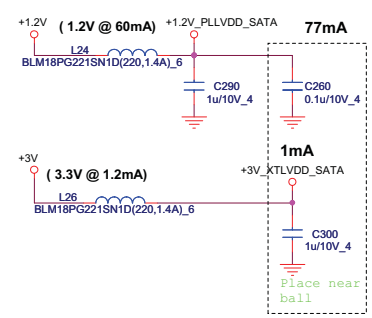 +1.2V
( 1.2V @ 60mA)
+1.2V_PLLVDD_SATA
77mA
L24
BLM18PG221SN1D(220,1.4A)_6
C290
1u/10V_4
C260
0.1u/10V_4
+3V
( 3.3V @ 1.2mA)
1mA
+3V_XTLVDD_SATA
L26
BLM18PG221SN1D(220,1.4A)_6
C300
1u/10V_4
Place near
ball